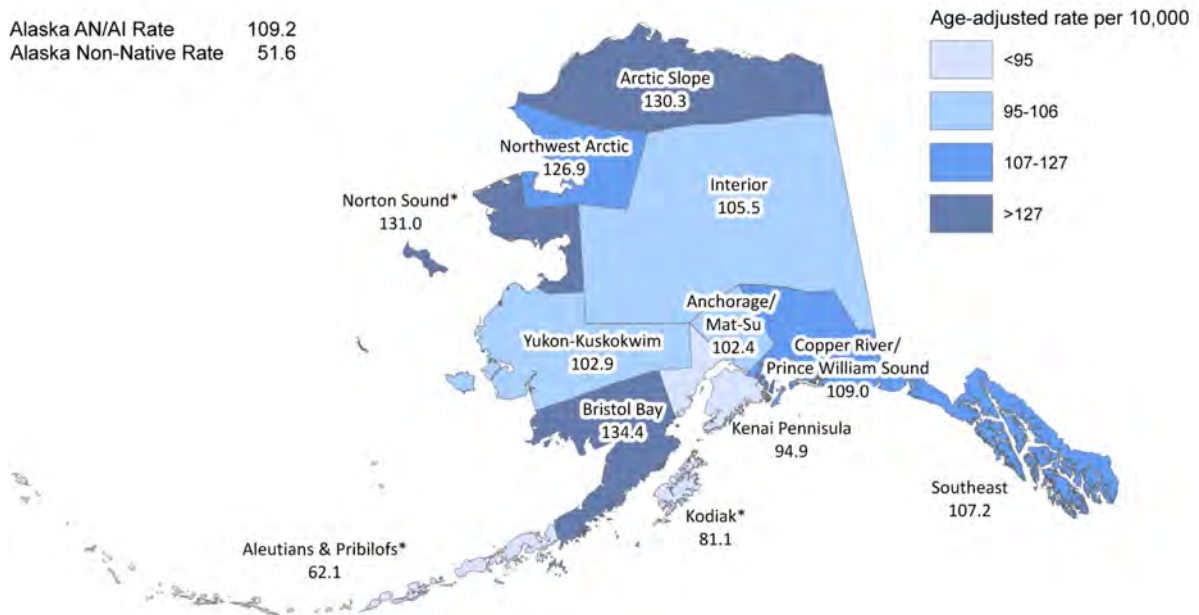 Alaska AN/AI Rate 109.2
Alaska Non-Native Rate 51.6
Age-adjusted rate per 10,000
<95
95-106
107-127
>127
Arctic Slope
130.3
Northwest Arctic
126.9
Norton Sound*
131.0
Interior
105.5
Anchorage/
Mat-Su
102.4
Yukon-Kuskokwim
102.9
Copper River/
Prince William Sound
109.0
Bristol Bay
134.4
Kenai Pennisula
94.9
Southeast
107.2
Kodiak*
81.1
Aleutians & Pribilofs*
62.1